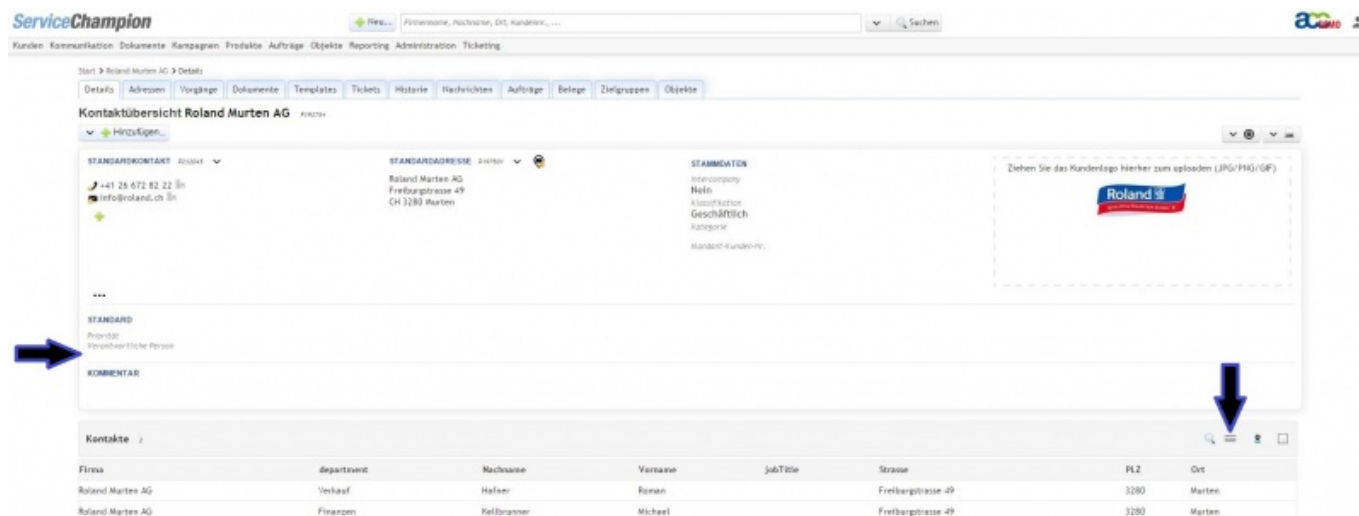 ServiceChampion
Neu... Firmenname, Nachname, Ort, Kundennr., ... Suchen
Kunden Kommunikation Dokumente Kampagnen Produkte Aufträge Objekte Reporting Administration Ticketing
Start > Roland Murten AG > Details
Details Adressen Vorgänge Dokumente Templates Tickets Historie Nachrichten Aufträge Belege Zielgruppen Objekte
Kontaktübersicht Roland Murten AG
Hinzufügen...
STANDARDKONTAKT STANDARDADRESSE STAMMDATEN
Ziehen Sie das Kundenlogo hierher zum uploaden (JPG/PNG/GIF)
+41 26 672 82 22
info@roland.ch
Roland Murten AG
Freiburgstrasse 49
CH 3280 Murten
Intercompany
Nein
Klassifikation
Geschäftlich
Kategorie
Mandant-Kunden-Nr.
Roland
...
STANDARD
Priorität
Verantwortliche Person
KOMMENTAR
Kontakte 2
Firma department Nachname Vorname jobTitle Strasse PLZ Ort
Roland Murten AG Verkauf Hafner Roman Freiburgstrasse 49 3280 Murten
Roland Murten AG Finanzen Kellbrunner Michael Freiburgstrasse 49 3280 Murten